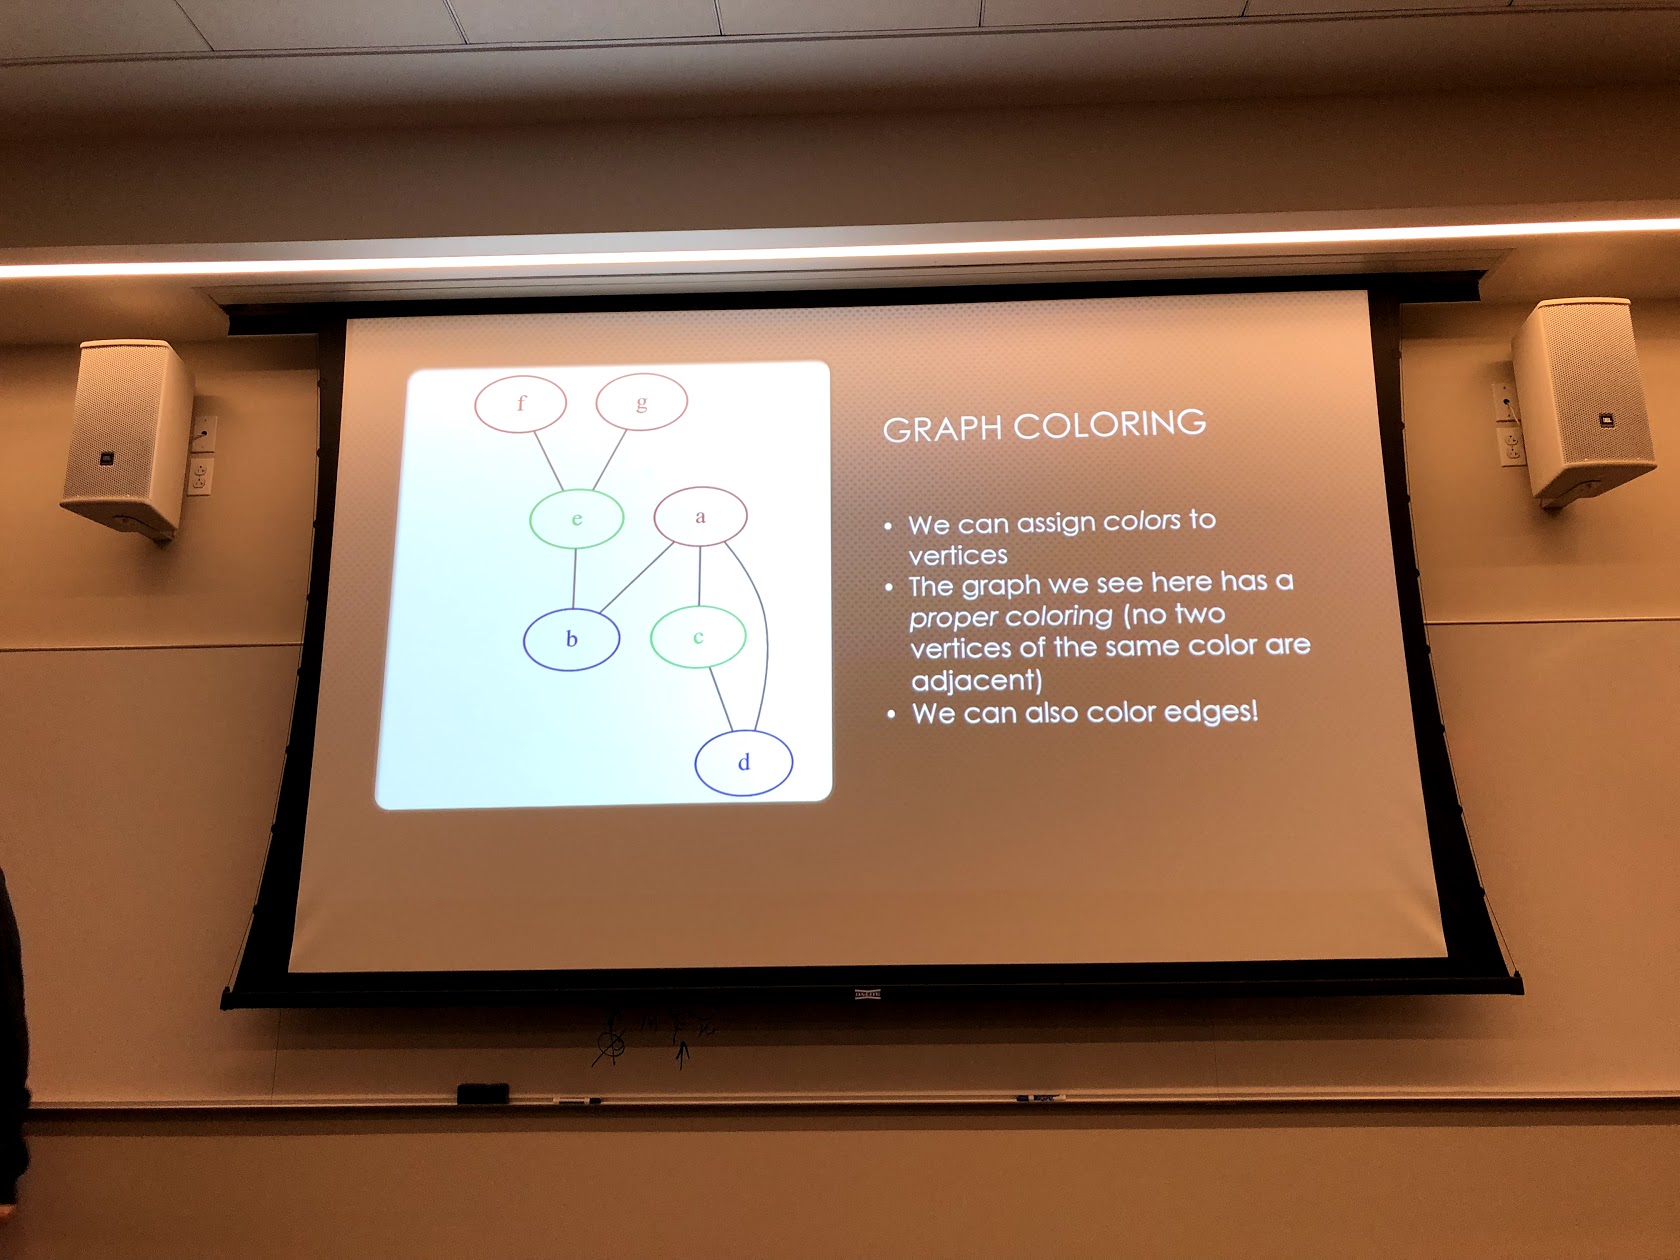 f
g
e
a
b
c
d
GRAPH COLORING
• We can assign colors to
vertices
• The graph we see here has a
proper coloring (no two
vertices of the same color are
adjacent)
• We can also color edges!